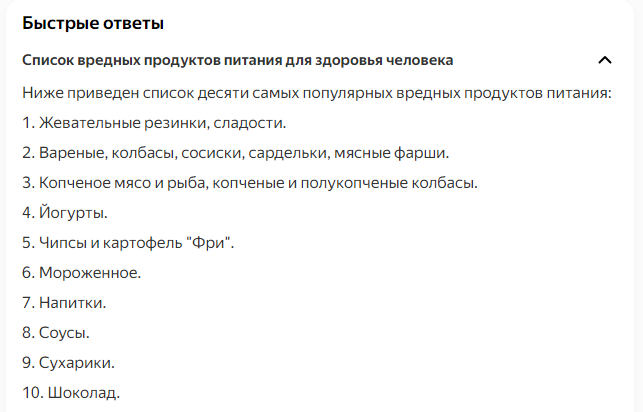 Быстрые ответы
Список вредных продуктов питания для здоровья человека
Ниже приведен список десяти самых популярных вредных продуктов питания:
1. Жевательные резинки, сладости.
2. Вареные, колбасы, сосиски, сардельки, мясные фарши.
3. Копченое мясо и рыба, копченые и полукопченые колбасы.
4. Йогурты.
5. Чипсы и картофель "Фри".
6. Мороженное.
7. Напитки.
8. Соусы.
9. Сухарики.
10. Шоколад.